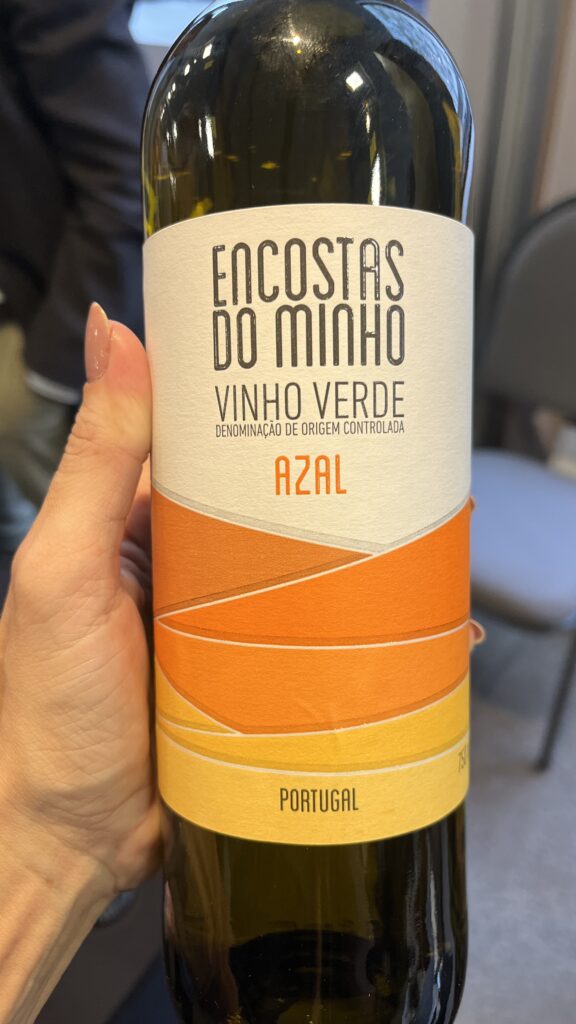 ENCOSTAS
DO MINHO
VINHO VERDE
DENOMINAÇÃO DE ORIGEM CONTROLADA
AZAL
PORTUGAL